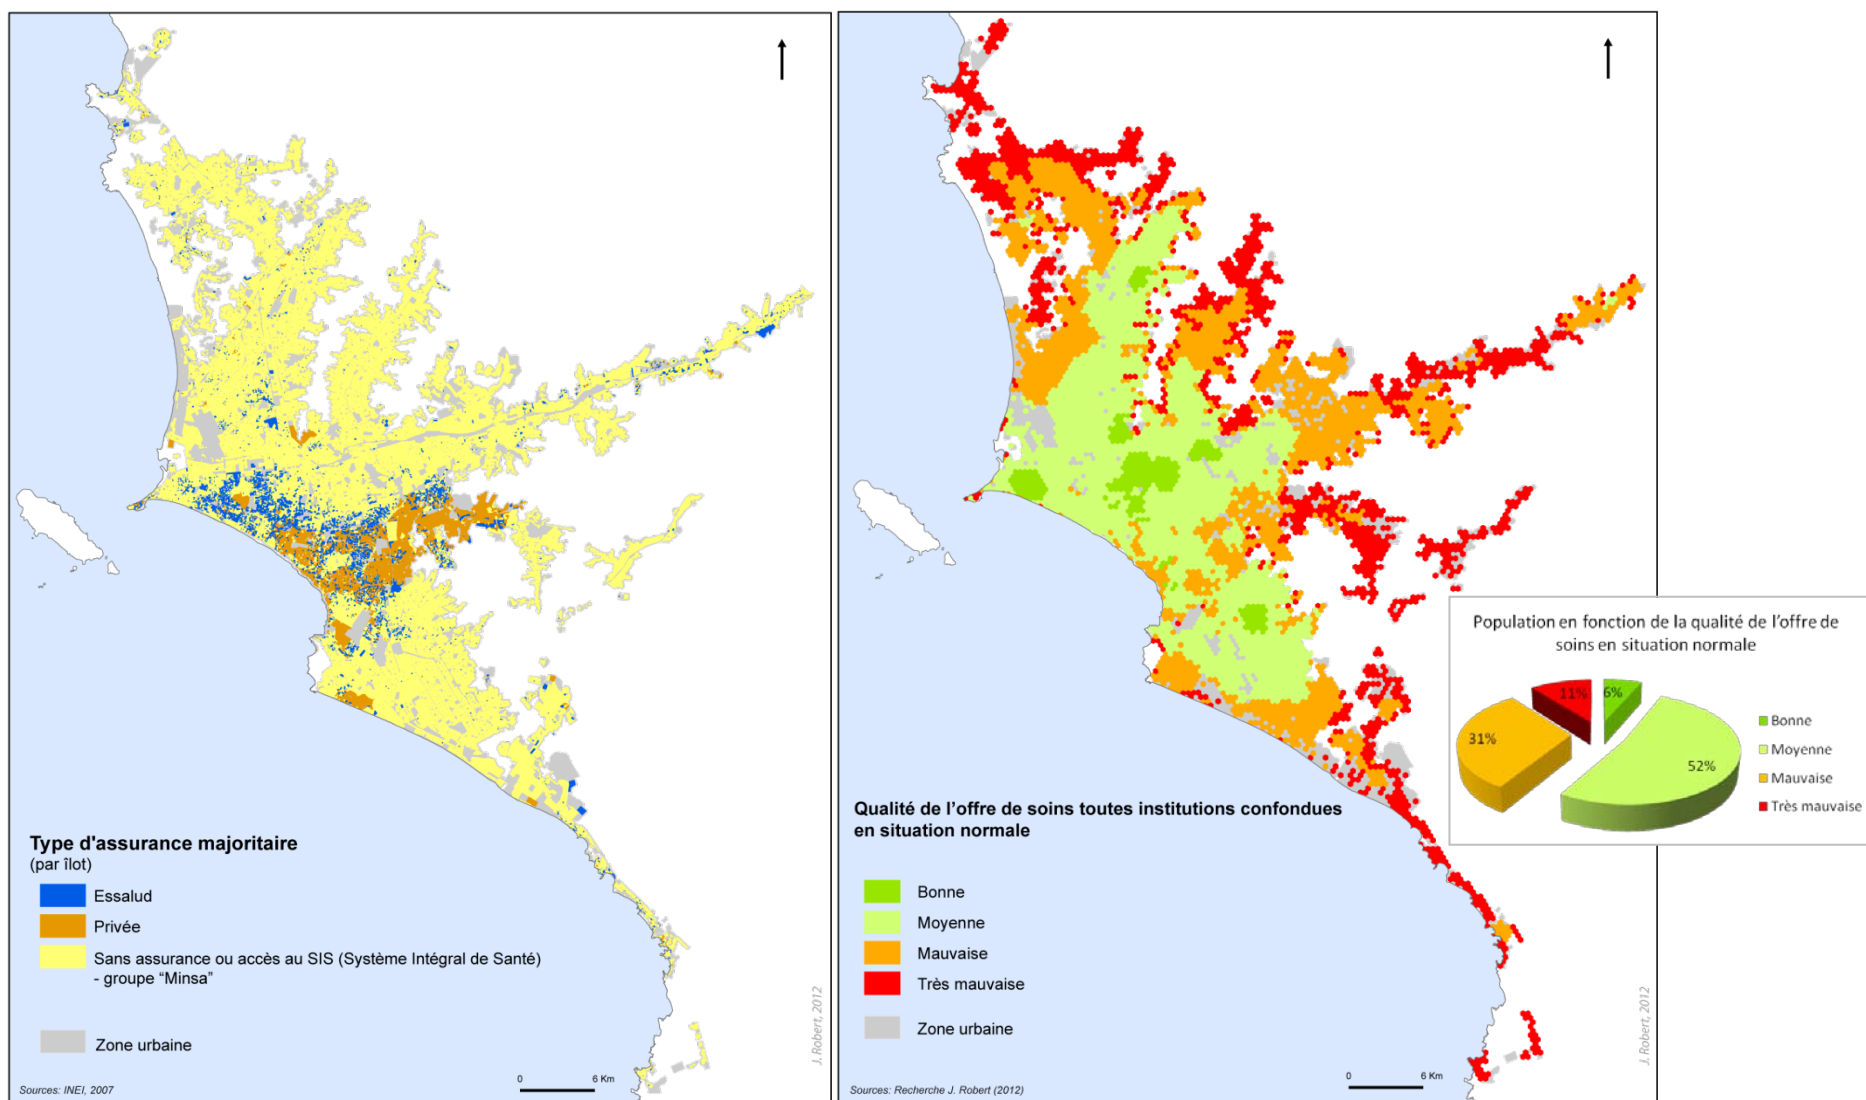 Type d'assurance majoritaire
(par îlot)
Essalud
Privée
Sans assurance ou accès au SIS (Système Intégral de Santé)
- groupe “Minsa”
Zone urbaine
Sources: INEI, 2007
0 6 Km
J. Robert, 2012
Qualité de l'offre de soins toutes institutions confondues
en situation normale
Bonne
Moyenne
Mauvaise
Très mauvaise
Zone urbaine
Sources: Recherche J. Robert (2012)
0 6 Km
J. Robert, 2012
Population en fonction de la qualité de l'offre de
soins en situation normale
11%
6%
31%
52%
Bonne
Moyenne
Mauvaise
Très mauvaise